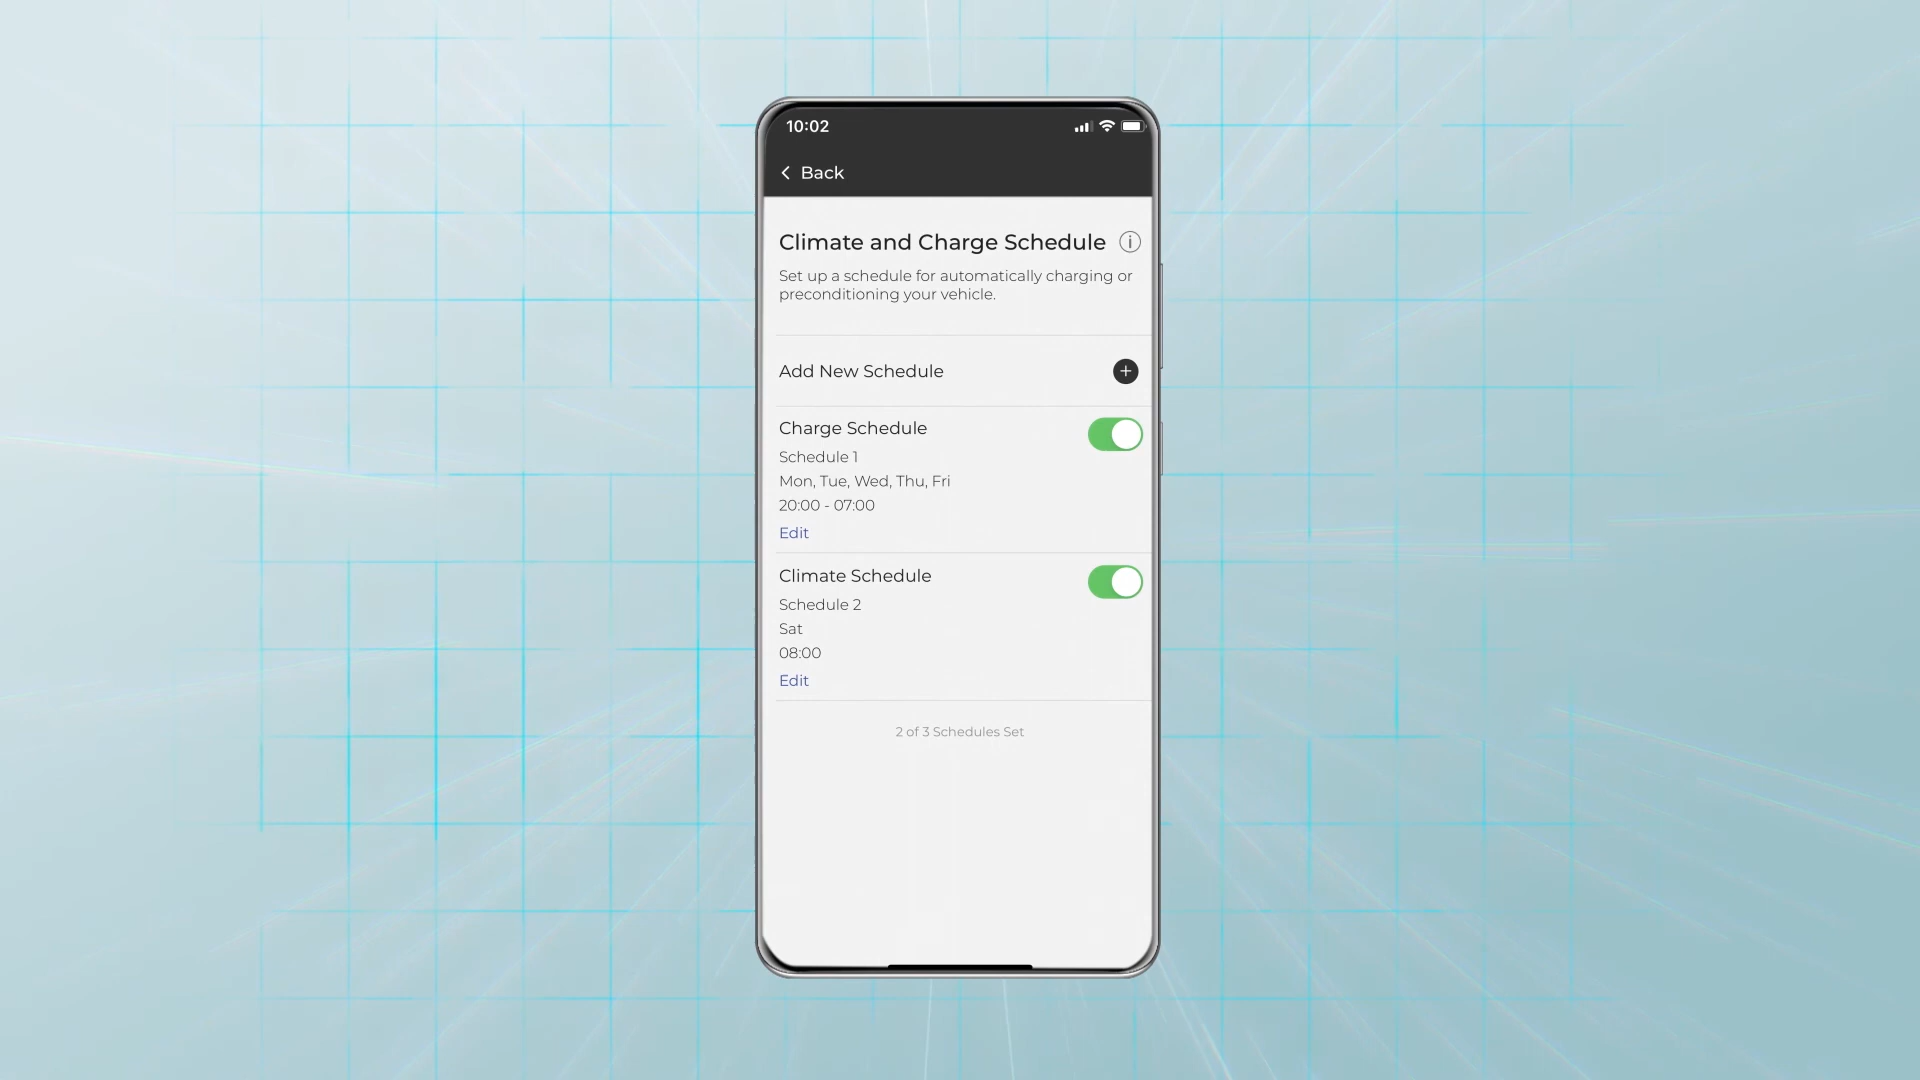 10:02
Back
Climate and Charge Schedule
Set up a schedule for automatically charging or
preconditioning your vehicle.
Add New Schedule
Charge Schedule
Schedule 1
Mon, Tue, Wed, Thu, Fri
20:00 - 07:00
Edit
Climate Schedule
Schedule 2
Sat
08:00
Edit
2 of 3 Schedules Set